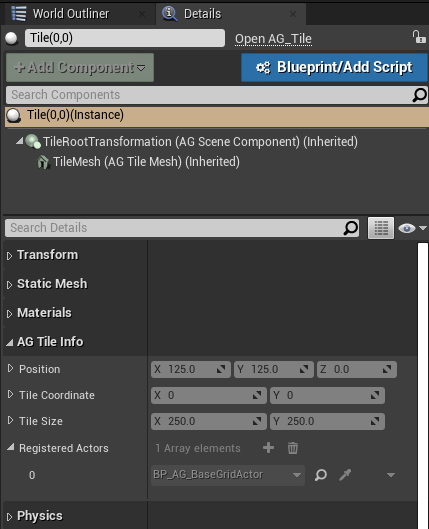 World Outliner Details
Tile(0,0) Open AG_Tile
+Add Component Blueprint/Add Script
Search Components
Tile(0,0)(Instance)
TileRootTransformation (AG Scene Component) (Inherited)
TileMesh (AG Tile Mesh) (Inherited)
Search Details
Transform
Static Mesh
Materials
AG Tile Info
Position X 125.0 Y 125.0 Z 0.0
Tile Coordinate X 0 Y 0
Tile Size X 250.0 Y 250.0
Registered Actors 1 Array elements
0 BP_AG_BaseGridActor
Physics